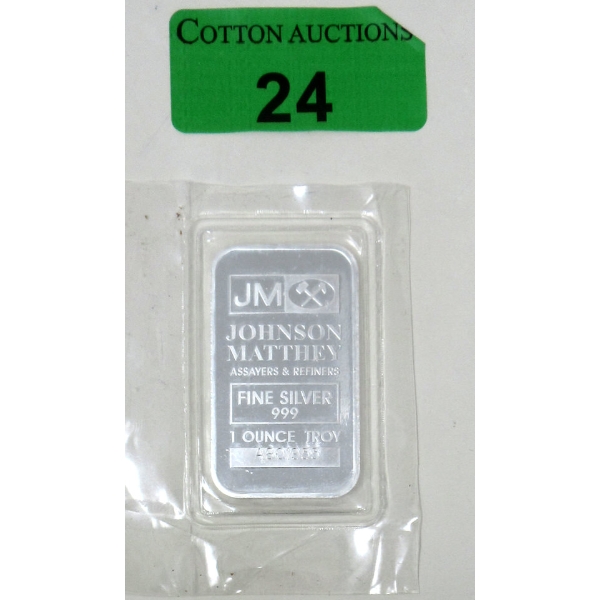 COTTON AUCTIONS
24
JM
JOHNSON
MATTHEY
ASSAYERS & REFINERS
FINE SILVER
999
1 OUNCE TROY